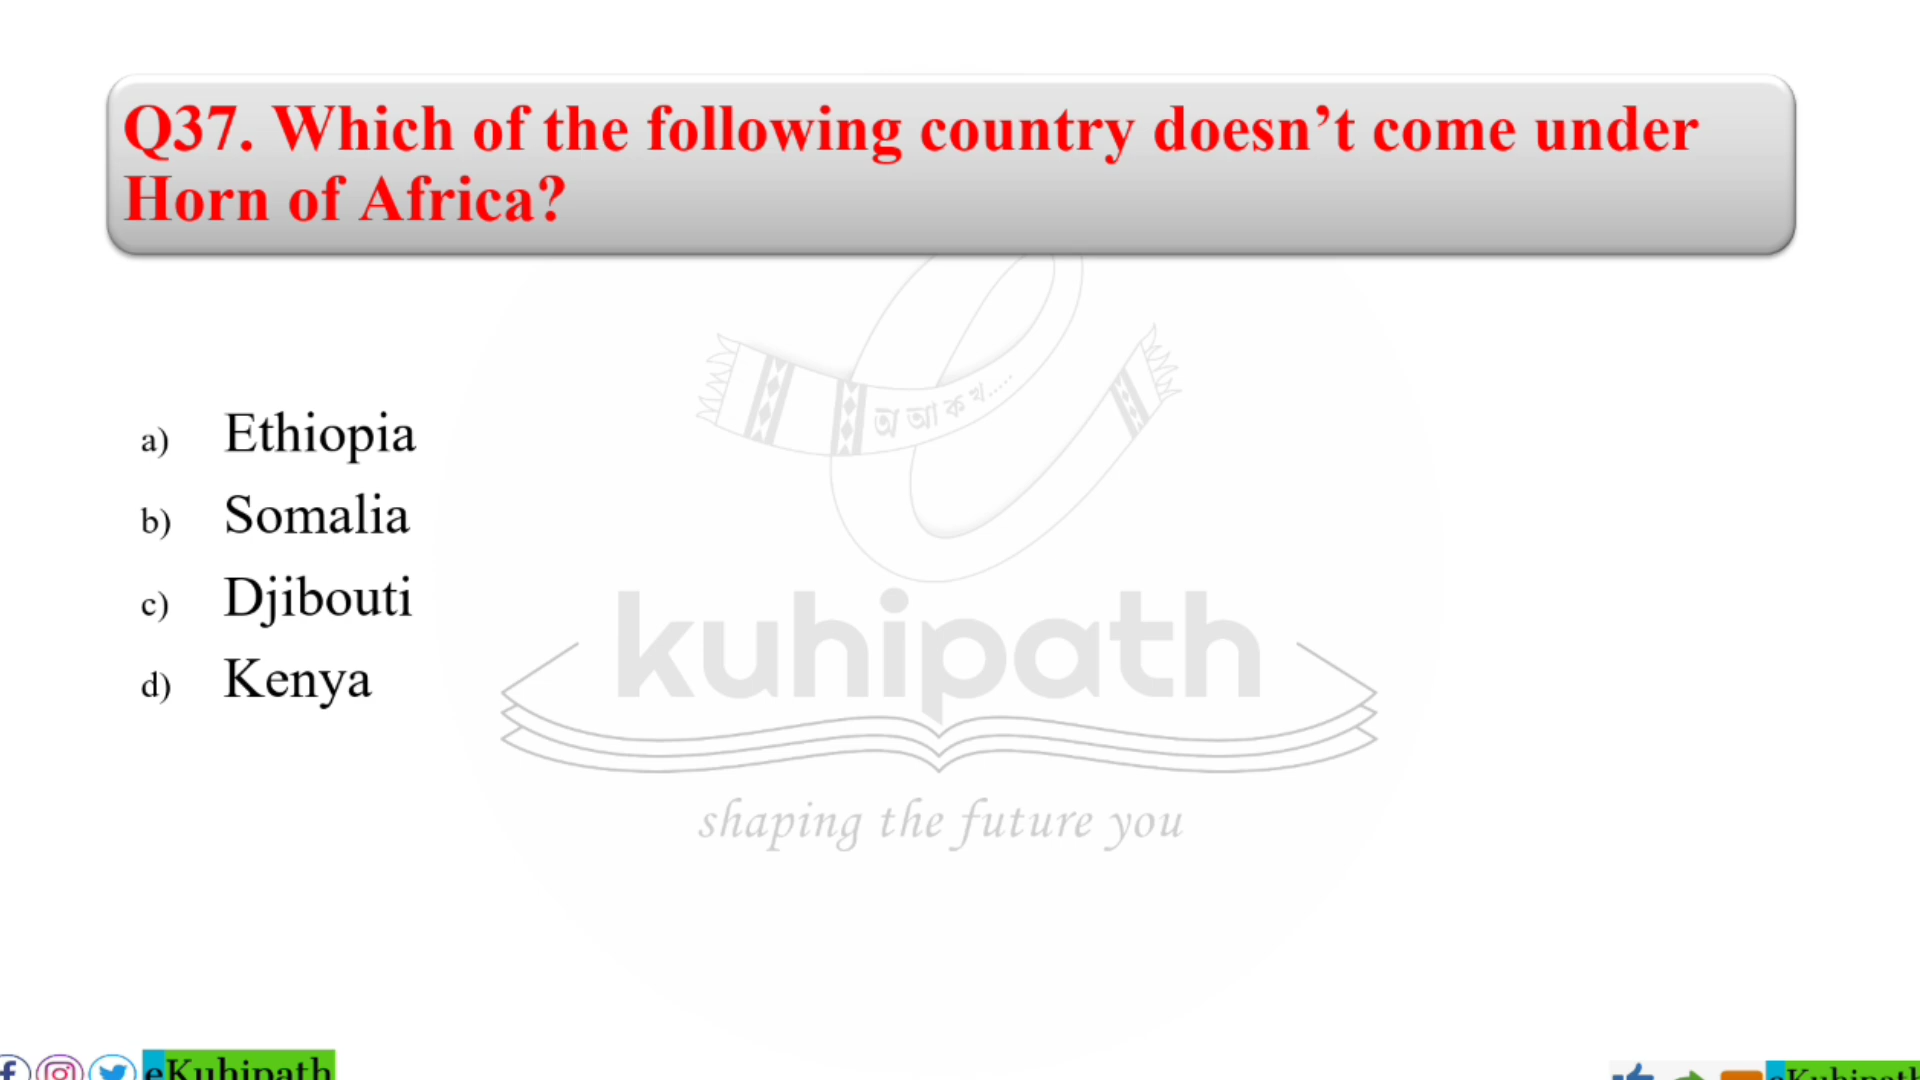 Q37. Which of the following country doesn’t come under
Horn of Africa?
অ আ ক খ.....
a) Ethiopia
b) Somalia
c) Djibouti
d) Kenya
kuhipath
shaping the future you
eKuhipath
eKuhipath